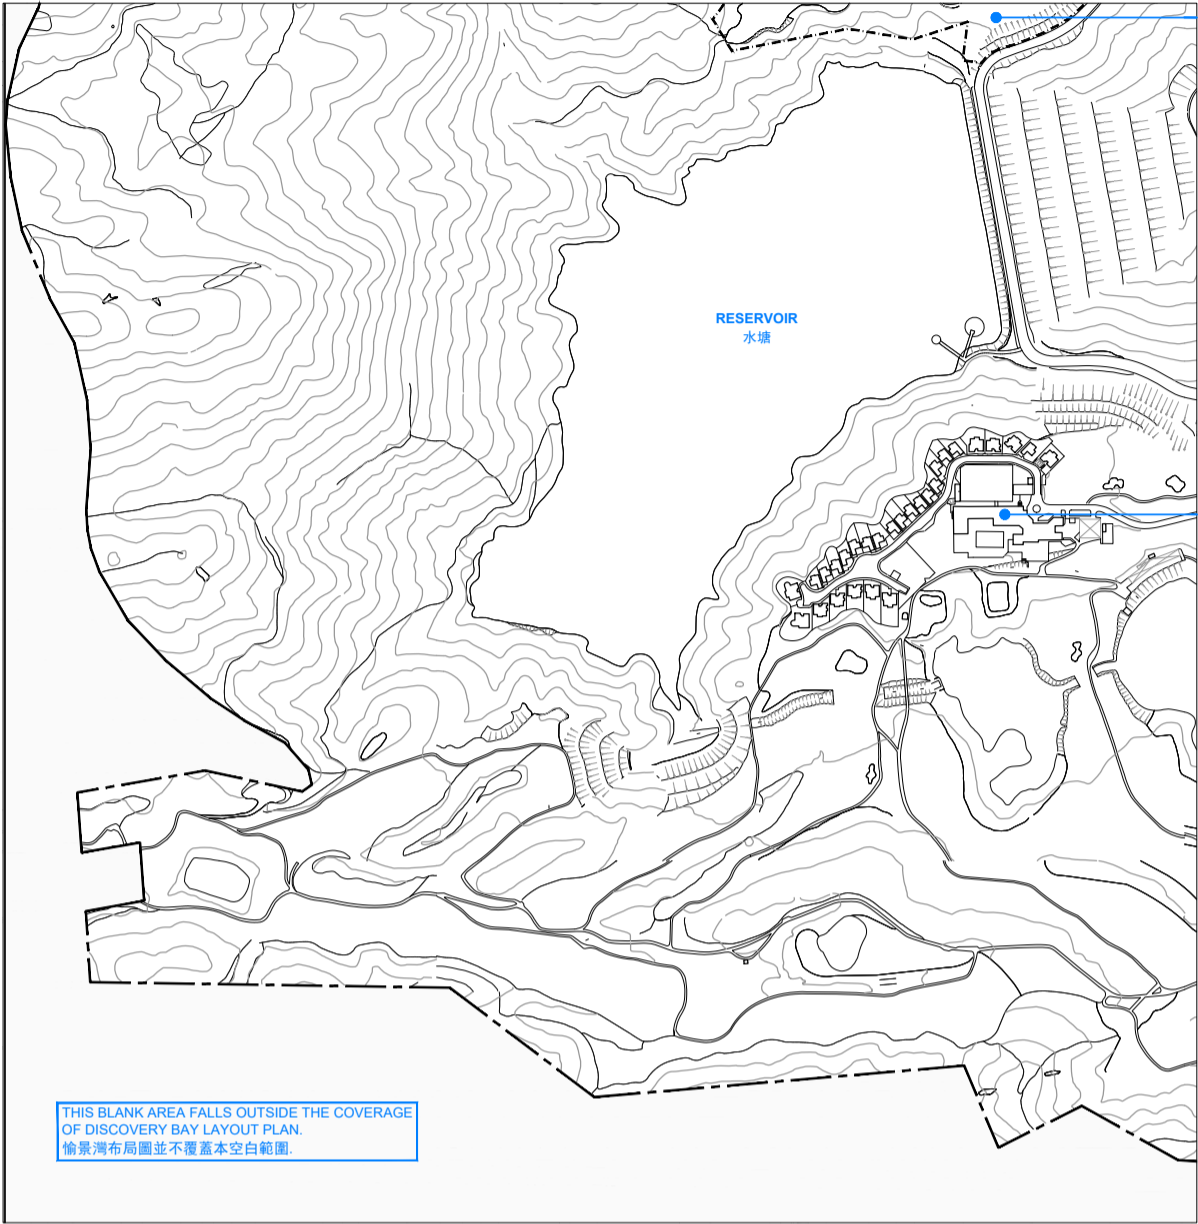 RESERVOIR
水塘
THIS BLANK AREA FALLS OUTSIDE THE COVERAGE
OF DISCOVERY BAY LAYOUT PLAN.
愉景灣布局圖並不覆蓋本空白範圍.